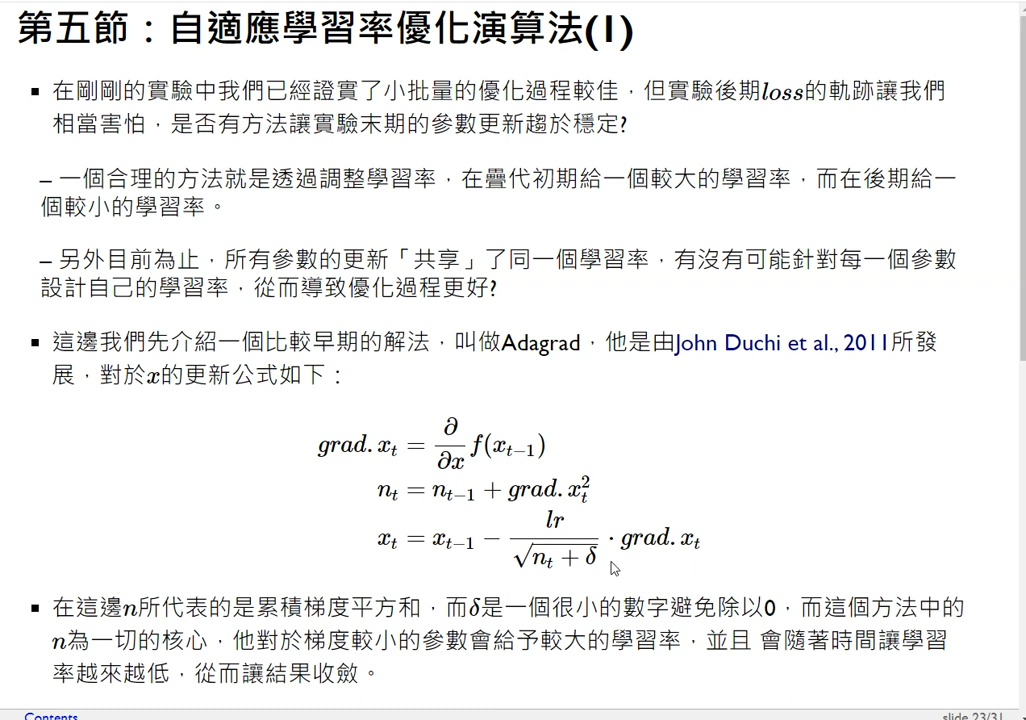 第五節：自適應學習率優化演算法(1)
在剛剛的實驗中我們已經證實了小批量的優化過程較佳，但實驗後期loss的軌跡讓我們
相當害怕，是否有方法讓實驗末期的參數更新趨於穩定?
– 一個合理的方法就是透過調整學習率，在疊代初期給一個較大的學習率，而在後期給一
個較小的學習率。
– 另外目前為止，所有參數的更新「共享」了同一個學習率，有沒有可能針對每一個參數
設計自己的學習率，從而導致優化過程更好?
這邊我們先介紹一個比較早期的解法，叫做Adagrad，他是由John Duchi et al., 2011所發
展，對於x的更新公式如下：
grad. x_t = ∂/∂x f(x_{t−1})
n_t = n_{t−1} + grad. x_t^2
x_t = x_{t−1} − lr/√(n_t + δ) · grad. x_t
在這邊n所代表的是累積梯度平方和，而δ是一個很小的數字避免除以0，而這個方法中的
n為一切的核心，他對於梯度較小的參數會給予較大的學習率，並且 會隨著時間讓學習
率越來越低，從而讓結果收斂。
Contents
slide 23/31